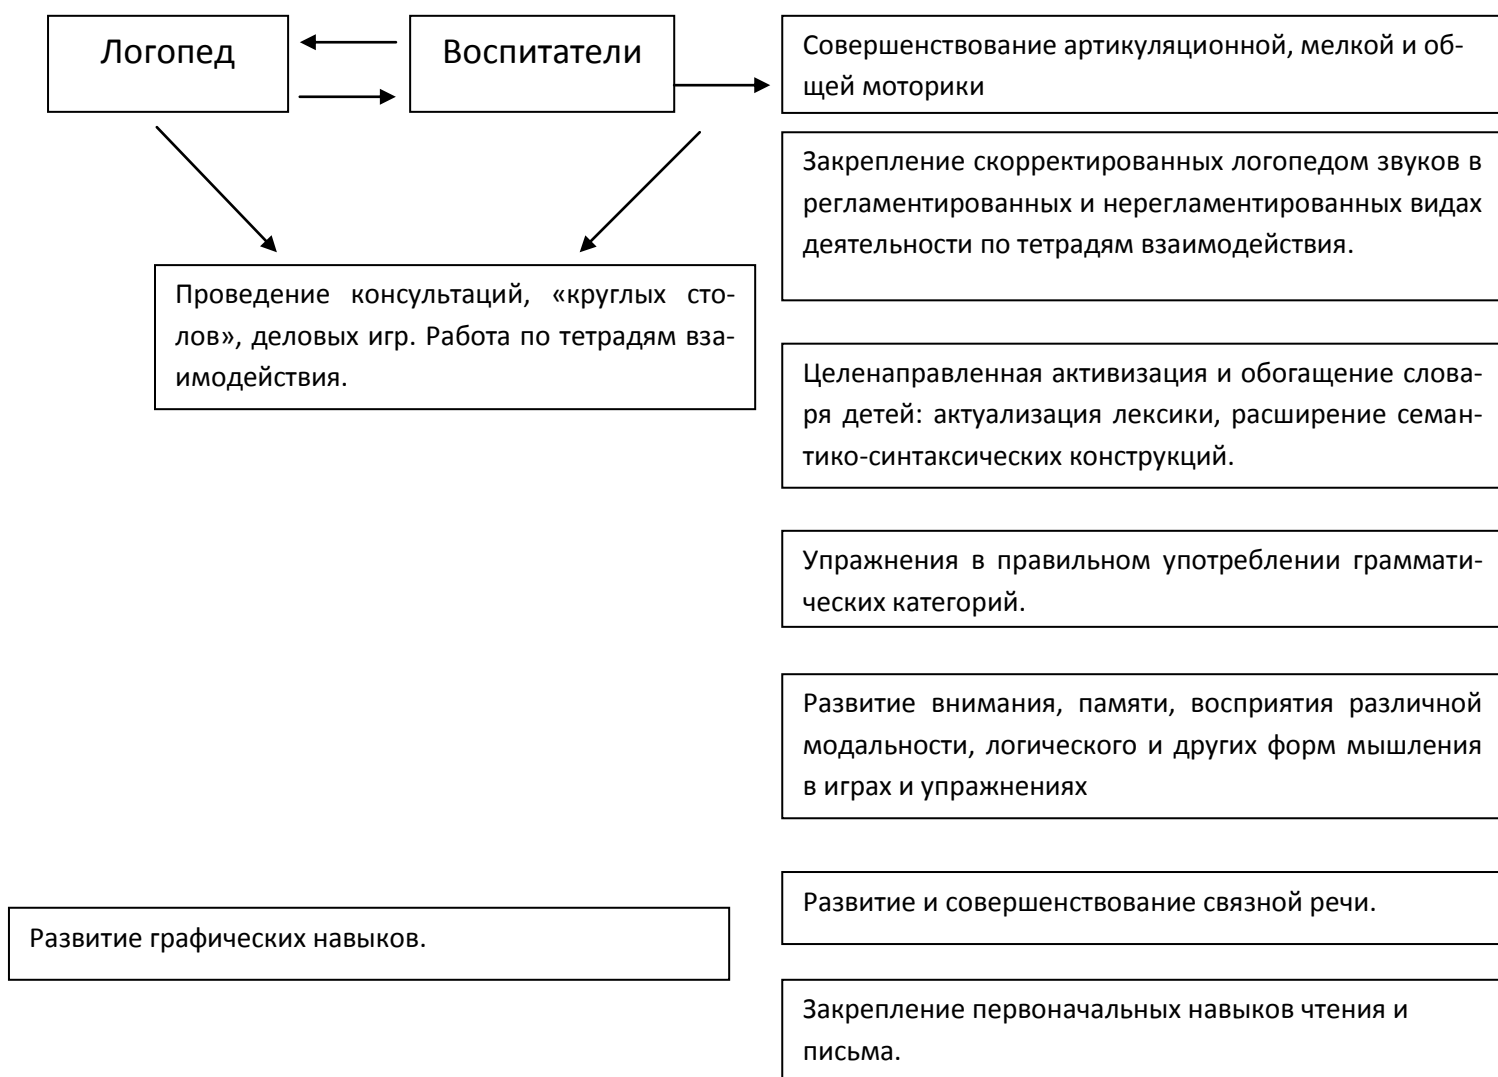 Логопед
Воспитатели
Совершенствование артикуляционной, мелкой и об-
щей моторики
Закрепление скорректированных логопедом звуков в
регламентированных и нерегламентированных видах
деятельности по тетрадям взаимодействия.
Проведение консультаций, «круглых сто-
лов», деловых игр. Работа по тетрадям вза-
имодействия.
Целенаправленная активизация и обогащение слова-
ря детей: актуализация лексики, расширение семан-
тико-синтаксических конструкций.
Упражнения в правильном употреблении граммати-
ческих категорий.
Развитие внимания, памяти, восприятия различной
модальности, логического и других форм мышления
в играх и упражнениях
Развитие и совершенствование связной речи.
Развитие графических навыков.
Закрепление первоначальных навыков чтения и
письма.